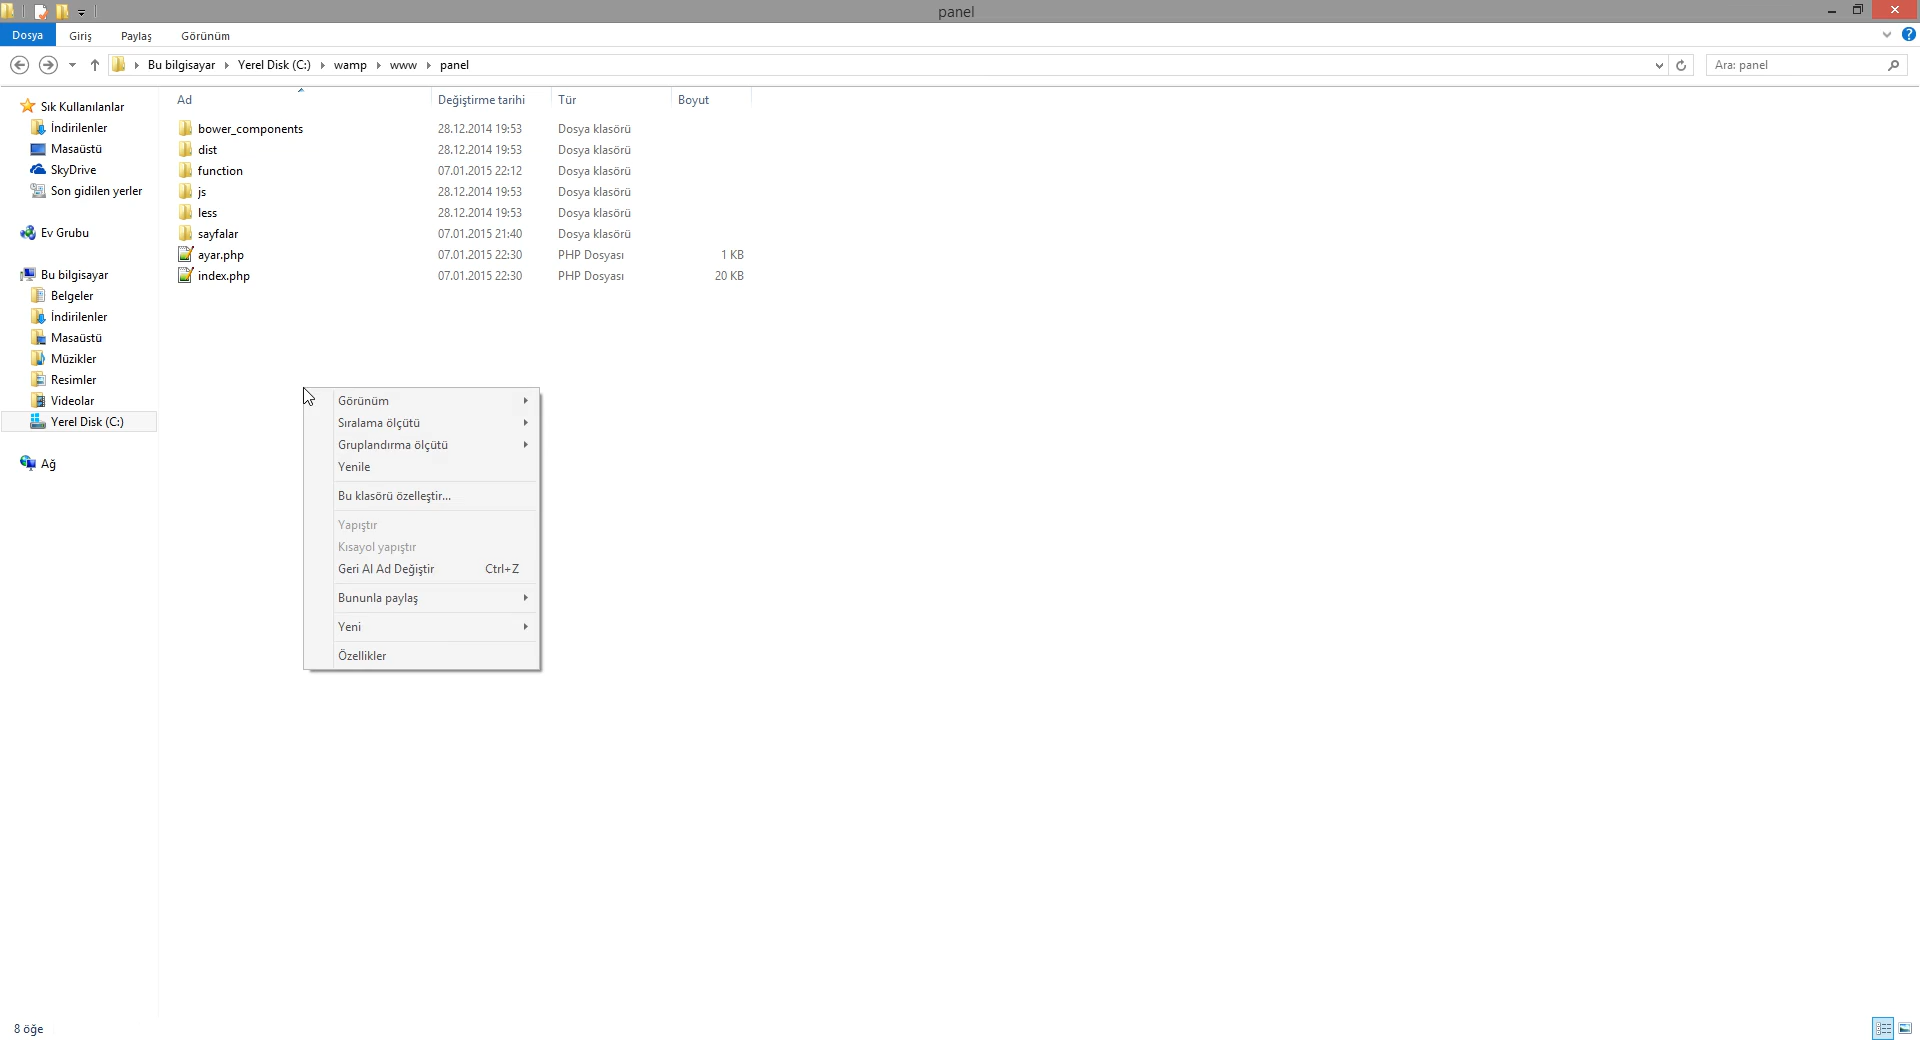 panel
Dosya Giriş Paylaş Görünüm
Bu bilgisayar Yerel Disk (C:) wamp www panel
Ara: panel
Sık Kullanılanlar
İndirilenler
Masaüstü
SkyDrive
Son gidilen yerler
Ev Grubu
Bu bilgisayar
Belgeler
İndirilenler
Masaüstü
Müzikler
Resimler
Videolar
Yerel Disk (C:)
Ağ
Ad Değiştirme tarihi Tür Boyut
bower_components 28.12.2014 19:53 Dosya klasörü
dist 28.12.2014 19:53 Dosya klasörü
function 07.01.2015 22:12 Dosya klasörü
js 28.12.2014 19:53 Dosya klasörü
less 28.12.2014 19:53 Dosya klasörü
sayfalar 07.01.2015 21:40 Dosya klasörü
ayar.php 07.01.2015 22:30 PHP Dosyası 1 KB
index.php 07.01.2015 22:30 PHP Dosyası 20 KB
Görünüm
Sıralama ölçütü
Gruplandırma ölçütü
Yenile
Bu klasörü özelleştir...
Yapıştır
Kısayol yapıştır
Geri Al Ad Değiştir Ctrl+Z
Bununla paylaş
Yeni
Özellikler
8 öğe